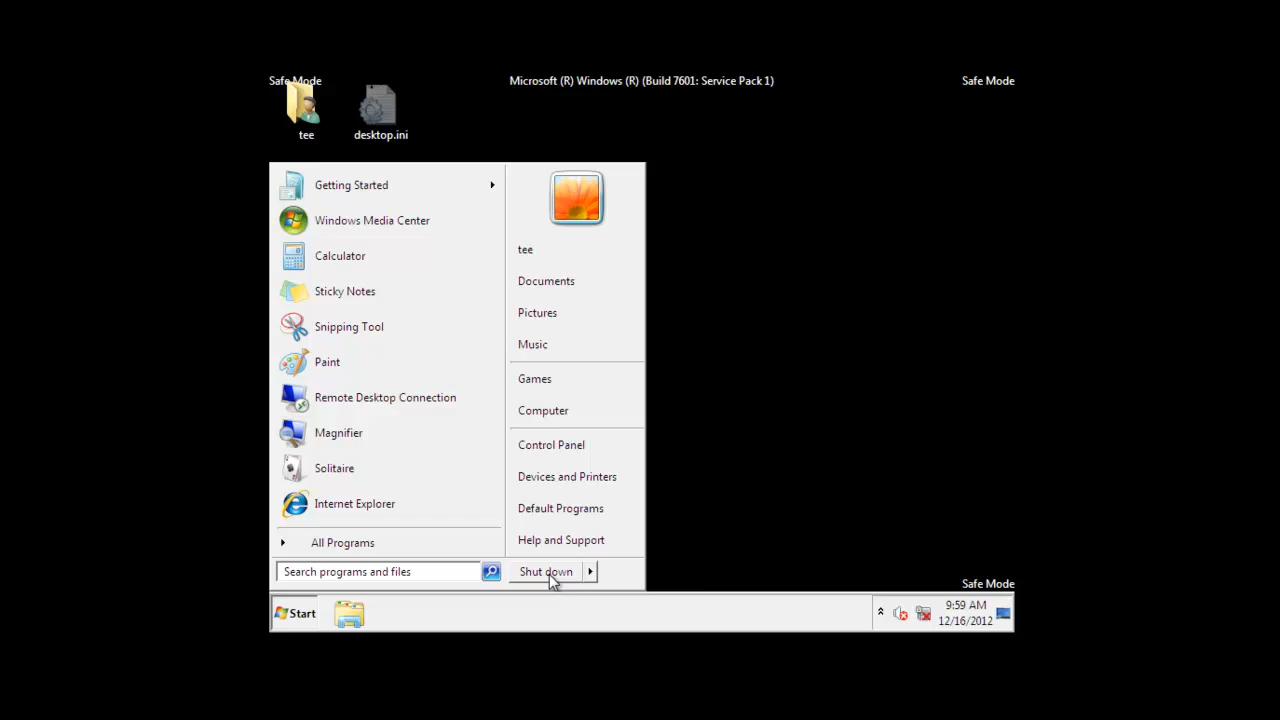 Safe Mode
Microsoft (R) Windows (R) (Build 7601: Service Pack 1)
Safe Mode
tee
desktop.ini
Getting Started
Windows Media Center
Calculator
Sticky Notes
Snipping Tool
Paint
Remote Desktop Connection
Magnifier
Solitaire
Internet Explorer
All Programs
Search programs and files
tee
Documents
Pictures
Music
Games
Computer
Control Panel
Devices and Printers
Default Programs
Help and Support
Shut down
Safe Mode
Start
9:59 AM
12/16/2012